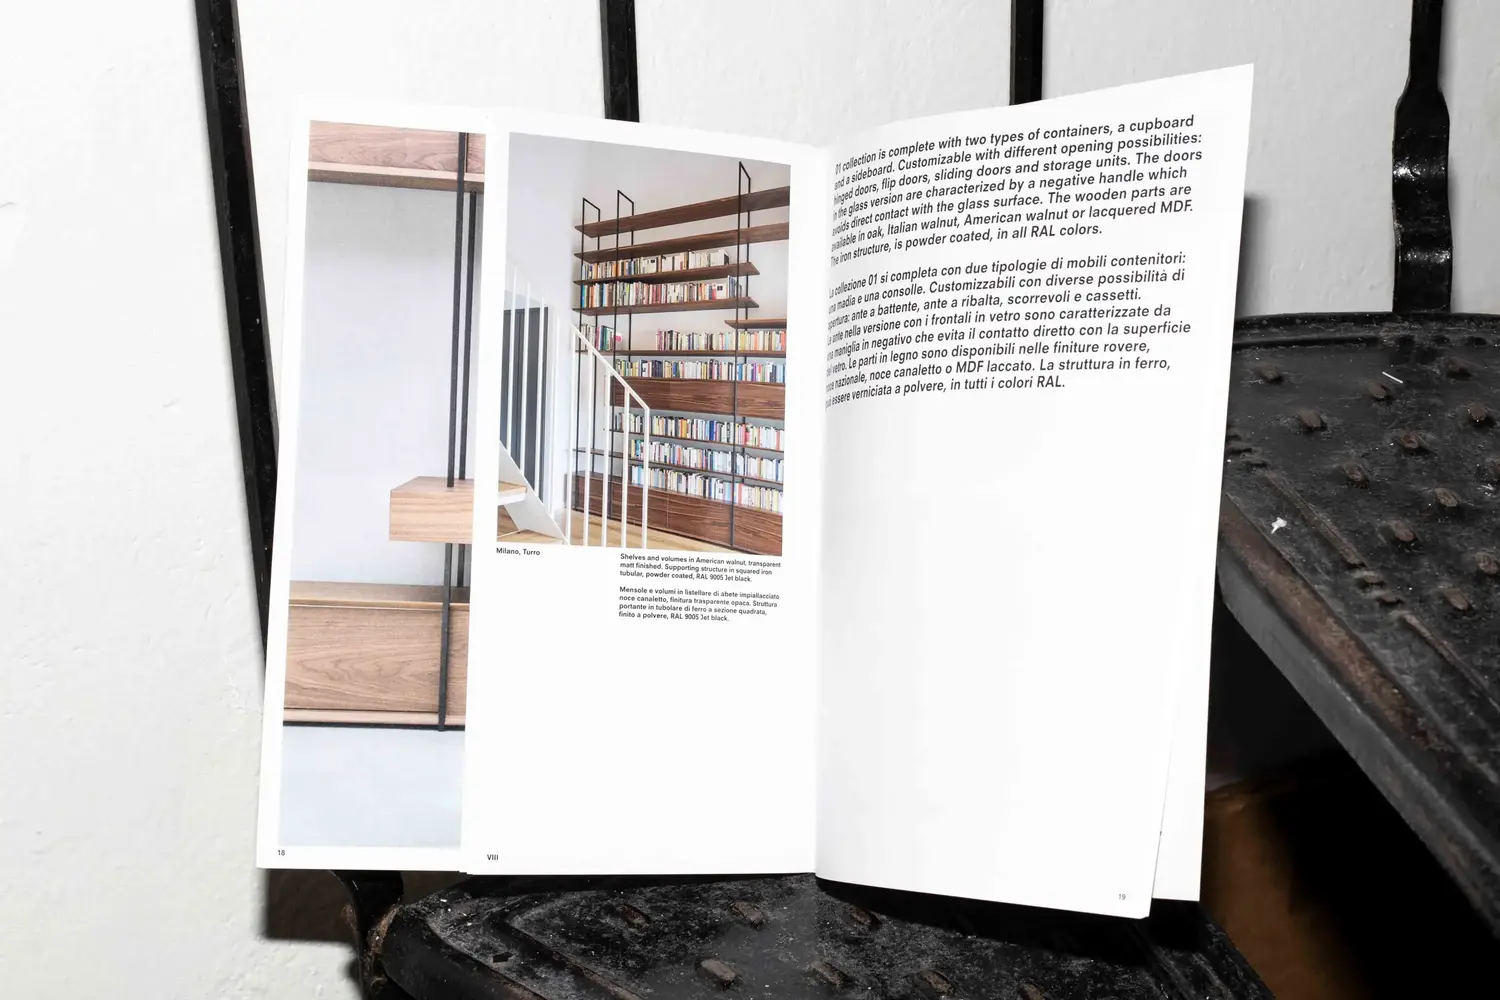 18
VIII
Milano, Turro
Shelves and volumes in American walnut, transparent
matt finished. Supporting structure in squared iron
tubular, powder coated, RAL 9005 Jet black.
Mensole e volumi in listellare di abete impiallacciato
noce canaletto, finitura trasparente opaca. Struttura
portante in tubolare di ferro a sezione quadrata,
finito a polvere, RAL 9005 Jet black.
01 collection is complete with two types of containers, a cupboard
and a sideboard. Customizable with different opening possibilities:
hinged doors, flip doors, sliding doors and storage units. The doors
in the glass version are characterized by a negative handle which
avoids direct contact with the glass surface. The wooden parts are
available in oak, Italian walnut, American walnut or lacquered MDF.
The iron structure, is powder coated, in all RAL colors.
La collezione 01 si completa con due tipologie di mobili contenitori:
una madia e una consolle. Customizzabili con diverse possibilità di
apertura: ante a battente, ante a ribalta, scorrevoli e cassetti.
Le ante nella versione con i frontali in vetro sono caratterizzate da
una maniglia in negativo che evita il contatto diretto con la superficie
vetro. Le parti in legno sono disponibili nelle finiture rovere,
nazionale, noce canaletto o MDF laccato. La struttura in ferro,
essere verniciata a polvere, in tutti i colori RAL.
19